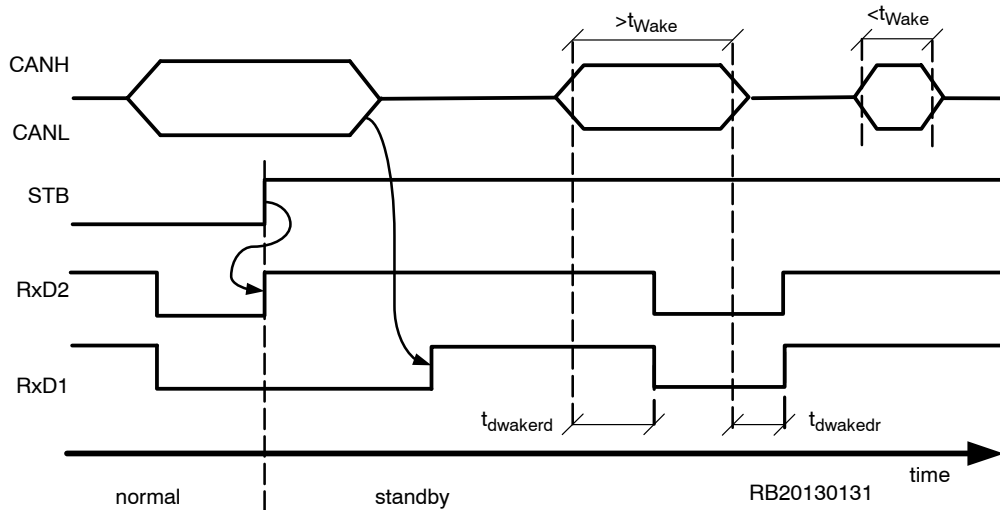 >tWake
<tWake
CANH
CANL
STB
RxD2
RxD1
tdwakerd
tdwakedr
time
normal
standby
RB20130131